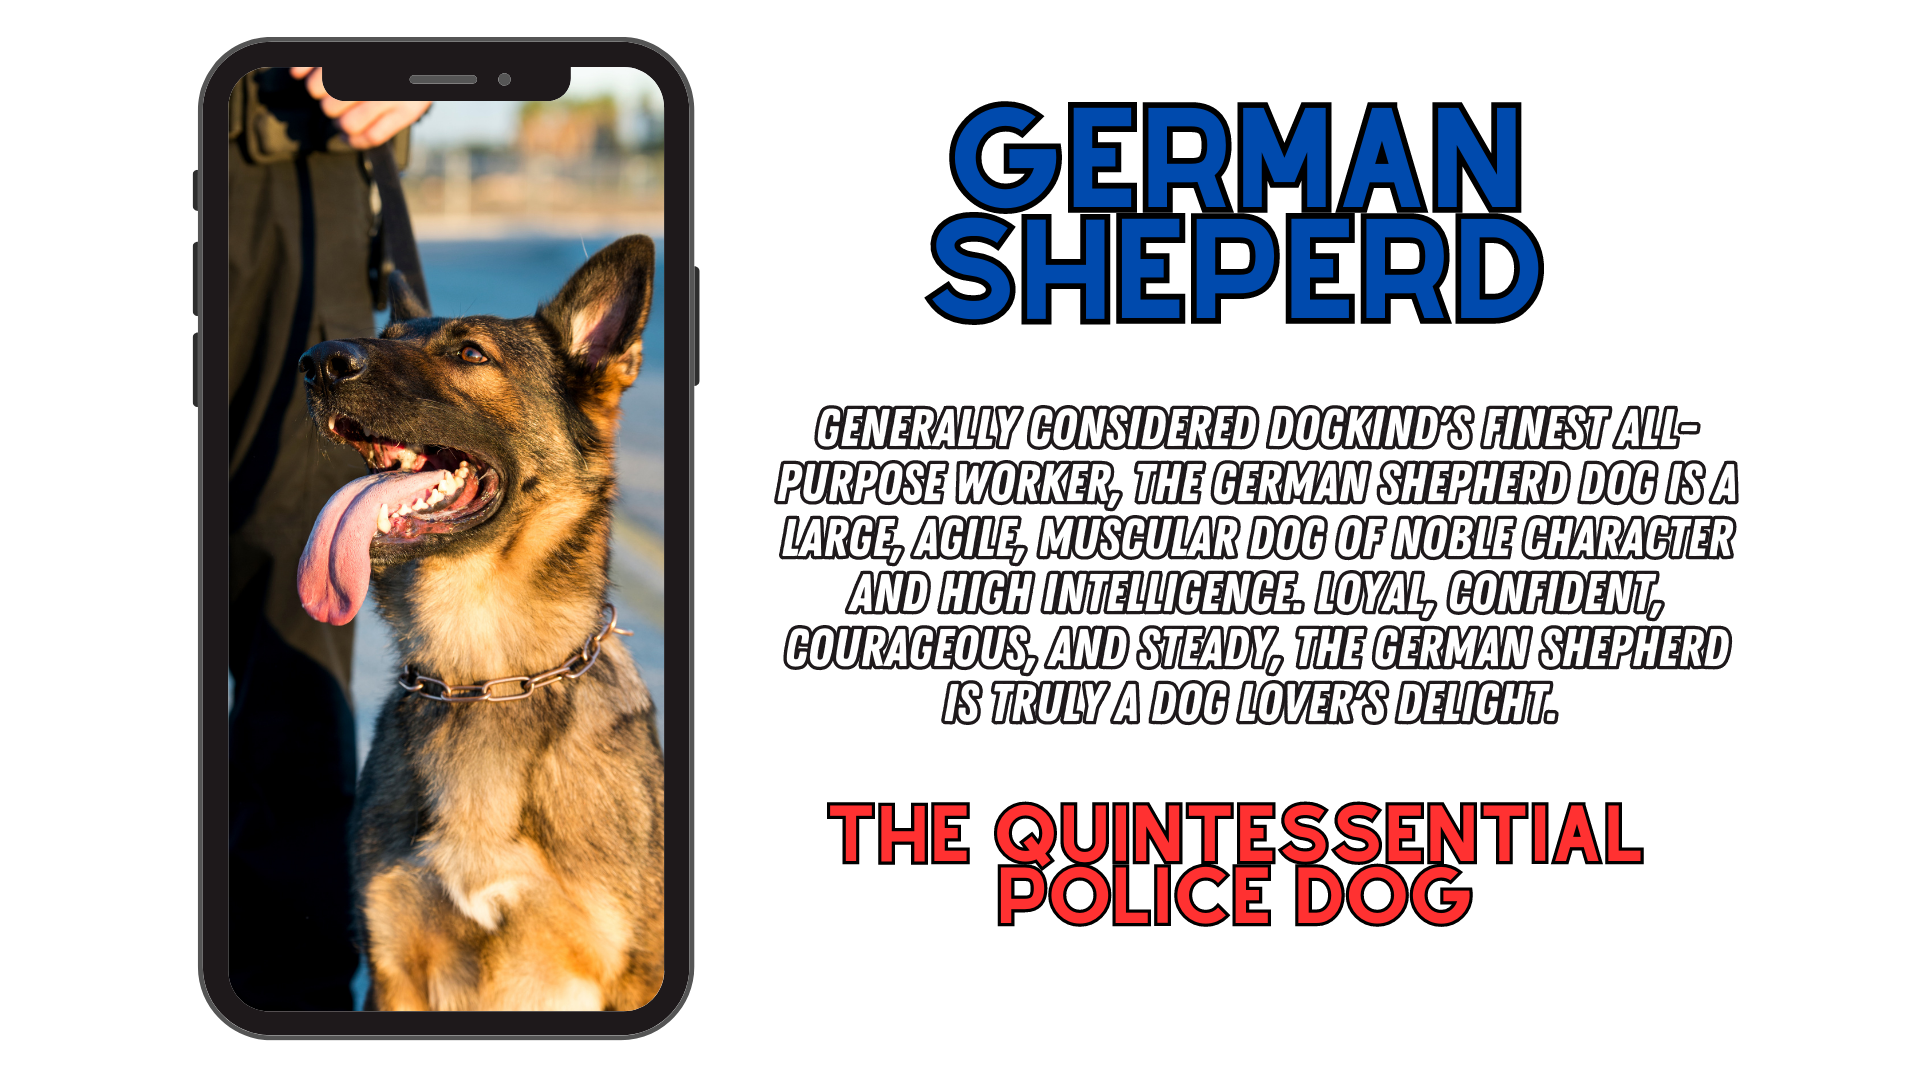 GERMAN
SHEPERD
GENERALLY CONSIDERED DOGKIND'S FINEST ALL-
PURPOSE WORKER, THE GERMAN SHEPHERD DOG IS A
LARGE, AGILE, MUSCULAR DOG OF NOBLE CHARACTER
AND HIGH INTELLIGENCE. LOYAL, CONFIDENT,
COURAGEOUS, AND STEADY, THE GERMAN SHEPHERD
IS TRULY A DOG LOVER'S DELIGHT.
THE QUINTESSENTIAL
POLICE DOG